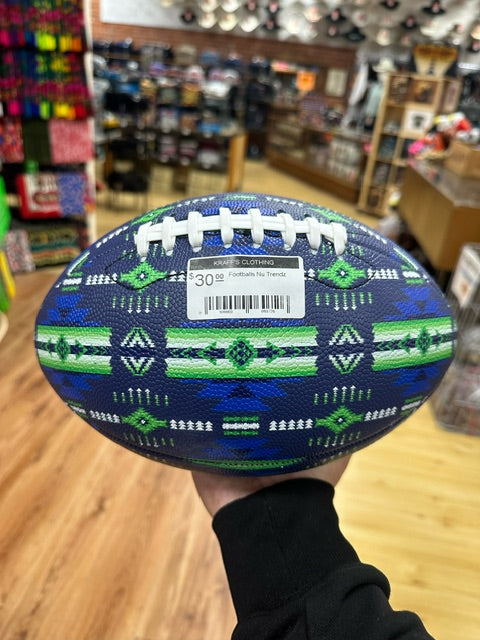 KRAFF'S CLOTHING
$30.00 Footballs Nu Trendz